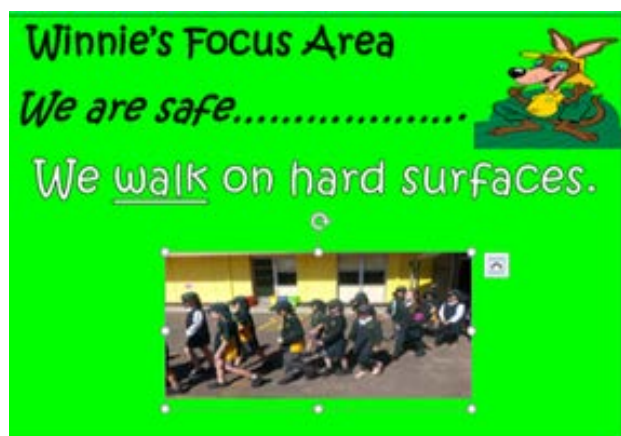 Winnie's Focus Area
We are safe...................
We walk on hard surfaces.